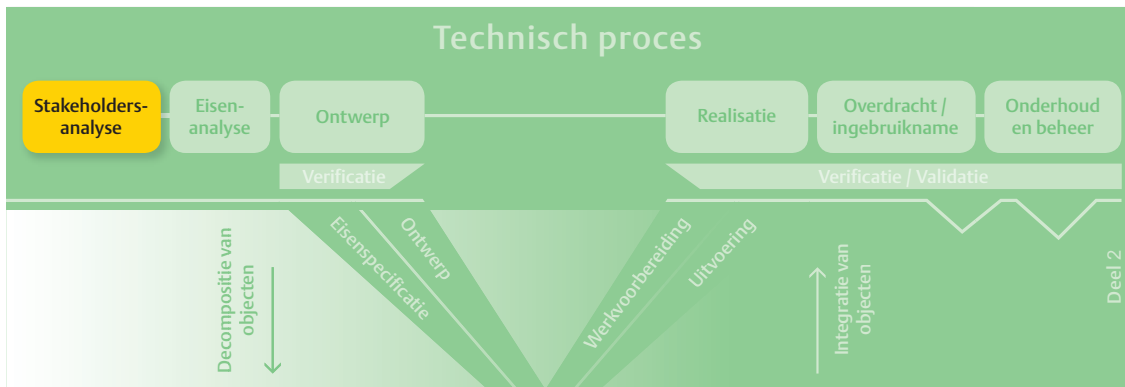 Technisch proces
Stakeholders-
analyse
Eisen-
analyse
Ontwerp
Realisatie
Overdracht /
ingebruikname
Onderhoud
en beheer
Verificatie
Verificatie / Validatie
Decompositie van
objecten
Eisenspecificatie
Ontwerp
Werkvoorbereiding
Uitvoering
Integratie van
objecten
Deel 2